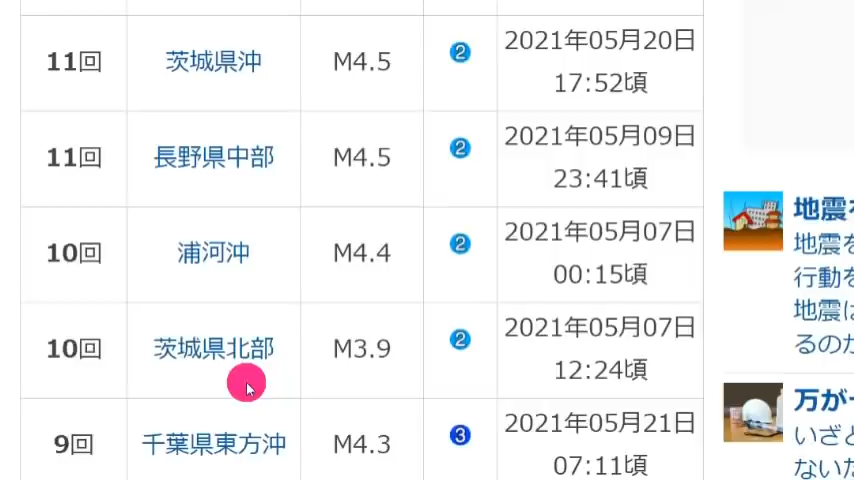 11回 茨城県沖 M4.5 2 2021年05月20日
17:52頃
11回 長野県中部 M4.5 2 2021年05月09日
23:41頃
10回 浦河沖 M4.4 2 2021年05月07日
00:15頃
10回 茨城県北部 M3.9 2 2021年05月07日
12:24頃
9回 千葉県東方沖 M4.3 3 2021年05月21日
07:11頃
地震を
地震を
行動を
地震は
るのか
万が一
いざと
ないた